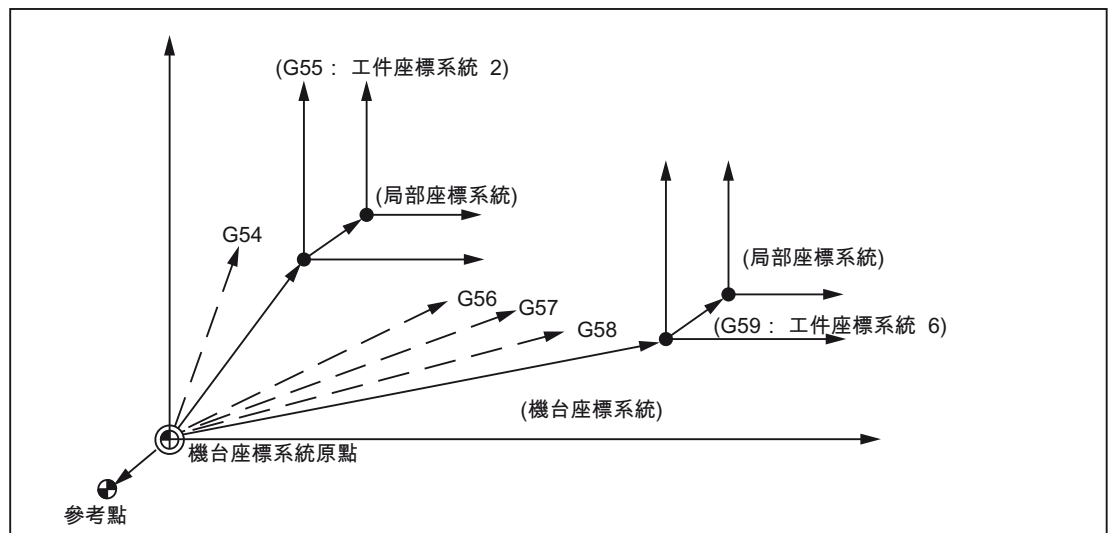 (G55： 工件座標系統 2)
(局部座標系統)
G54
(局部座標系統)
G56
G57
G58
(G59： 工件座標系統 6)
(機台座標系統)
機台座標系統原點
參考點